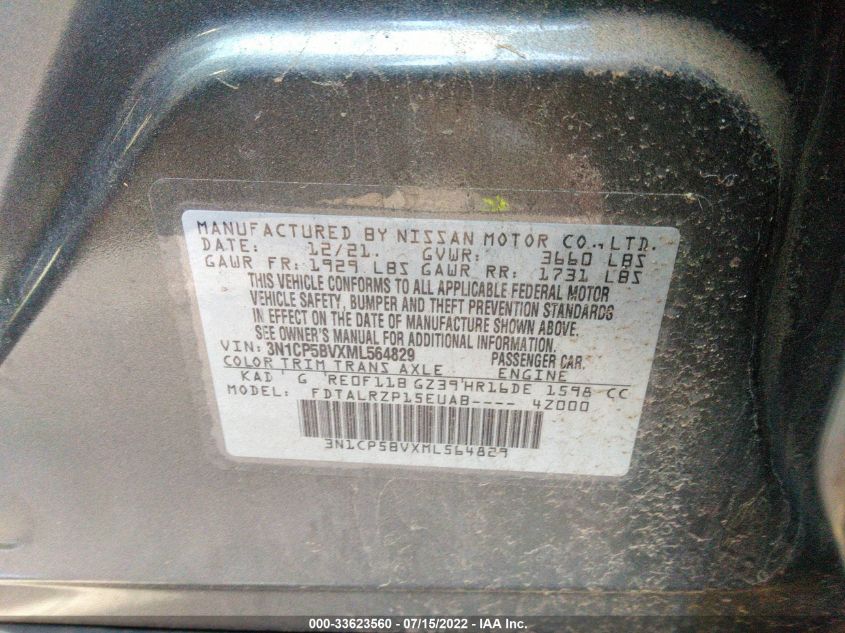 MANUFACTURED BY NISSAN MOTOR CO., LTD.
DATE: 12/21. GVWR: 3660 LBS
GAWR FR: 1929 LBS GAWR RR: 1731 LBS
THIS VEHICLE CONFORMS TO ALL APPLICABLE FEDERAL MOTOR
VEHICLE SAFETY, BUMPER AND THEFT PREVENTION STANDARDS
IN EFFECT ON THE DATE OF MANUFACTURE SHOWN ABOVE.
SEE OWNER'S MANUAL FOR ADDITIONAL INFORMATION.
VIN: 3N1CP5BVXML564829 PASSENGER CAR.
COLOR TRIM TRANS AXLE ENGINE
KAD G RE0F11B GZ39 HR16DE 1598 CC
MODEL: FDTALRZP15EUAB---- 4Z000
3N1CP5BVXML564829
000-33623560 - 07/15/2022 - IAA Inc.